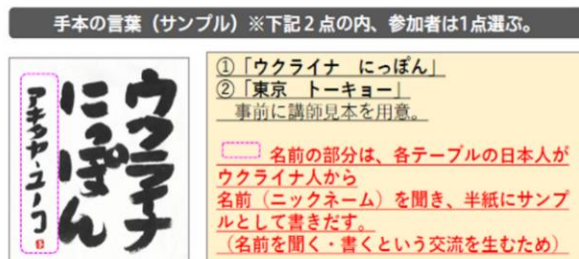 手本の言葉（サンプル）※下記２点の内、参加者は1点選ぶ。
ウクライナ
にっぽん
アキタヤ・ユーコ
①「ウクライナ　にっぽん」
②「東京　トーキョー」
事前に講師見本を用意。
名前の部分は、各テーブルの日本人が
ウクライナ人から
名前（ニックネーム）を聞き、半紙にサンプ
ルとして書きだす。
（名前を聞く・書くという交流を生むため）